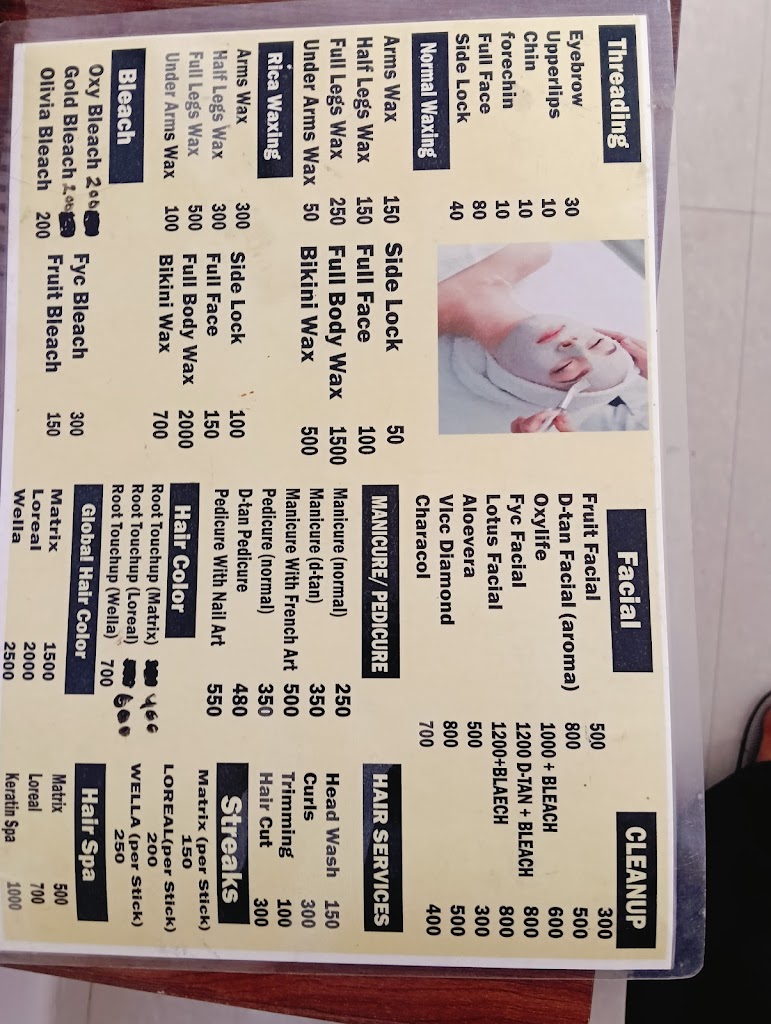 Threading
Eyebrow 30
Upperlips 10
Chin 10
forechin 10
Full Face 80
Side Lock 40
Normal Waxing
Arms Wax 150 Side Lock 50
Half Legs Wax 150 Full Face 100
Full Legs Wax 250 Full Body Wax 1500
Under Arms Wax 50 Bikini Wax 500
Rica Waxing
Arms Wax 300 Side Lock 100
Half Legs Wax 300 Full Face 150
Full Legs Wax 500 Full Body Wax 2000
Under Arms Wax 100 Bikini Wax 700
Bleach
Oxy Bleach 200
Gold Bleach 200 Fyc Bleach 300
Olivia Bleach 200 Fruit Bleach 150
Facial CLEANUP
Fruit Facial 500 300
D-tan Facial (aroma) 800 500
Oxylife 1000 + BLEACH 600
Fyc Facial 1200 D-TAN + BLEACH 800
Lotus Facial 1200+BLAECH 800
Aloevera 500 300
Vlcc Diamond 800 500
Characol 700 400
MANICURE/ PEDICURE
Manicure (normal) 250
Manicure (d-tan) 350
Manicure With French Art 500
Pedicure (normal) 350
D-tan Pedicure 480
Pedicure With Nail Art 550
Hair Color
Root Touchup (Matrix) 400
Root Touchup (Loreal) 600
Root Touchup (Wella) 700
Global Hair Color
Matrix 1500
Loreal 2000
Wella 2500
HAIR SERVICES
Head Wash 150
Curls 300
Trimming 100
Hair Cut 300
Streaks
Matrix (per Stick)
150
LOREAL(per Stick)
200
WELLA (per Stick)
250
Hair Spa
Matrix 500
Loreal 700
Keratin Spa 1000